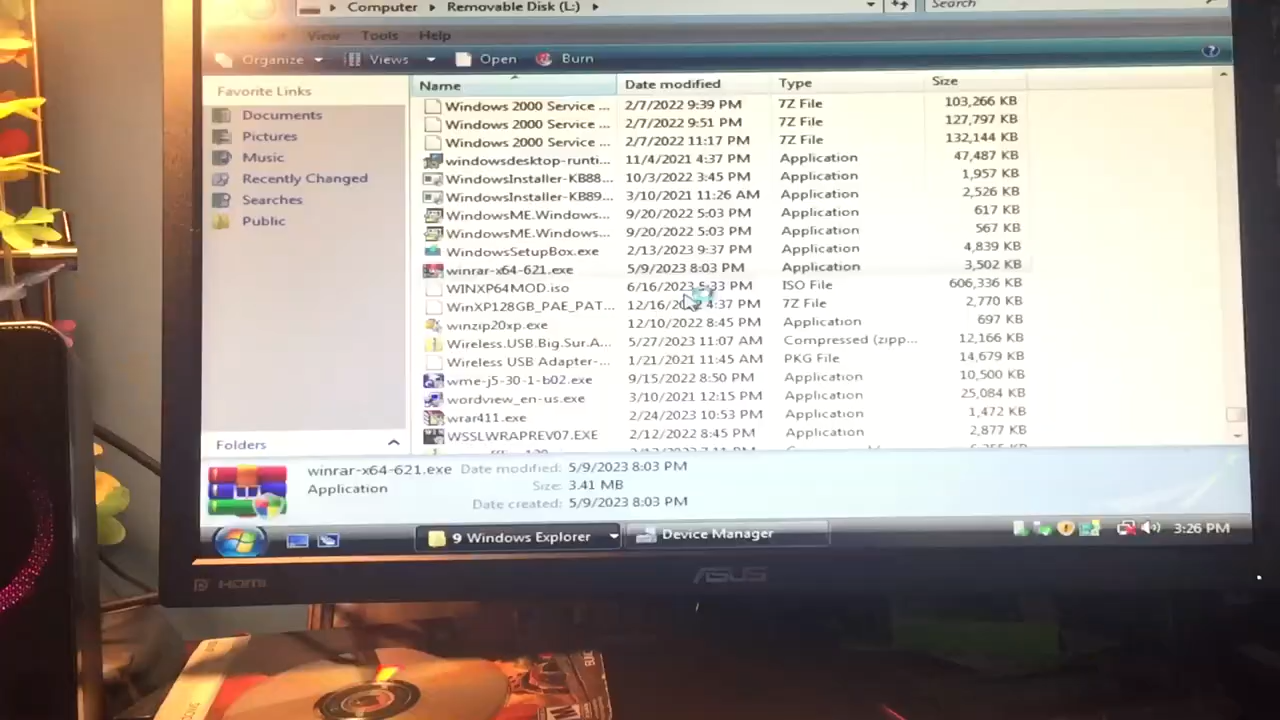 Computer ▸ Removable Disk (L:) ▸
Search
View Tools Help
Organize Views Open Burn
Favorite Links
Documents
Pictures
Music
Recently Changed
Searches
Public
Folders
Name Date modified Type Size
Windows 2000 Service ... 2/7/2022 9:39 PM 7Z File 103,266 KB
Windows 2000 Service ... 2/7/2022 9:51 PM 7Z File 127,797 KB
Windows 2000 Service ... 2/7/2022 11:17 PM 7Z File 132,144 KB
windowsdesktop-runti... 11/4/2021 4:37 PM Application 47,487 KB
WindowsInstaller-KB88... 10/3/2022 3:45 PM Application 1,957 KB
WindowsInstaller-KB89... 3/10/2021 11:26 AM Application 2,526 KB
WindowsME.Windows... 9/20/2022 5:03 PM Application 617 KB
WindowsME.Windows... 9/20/2022 5:03 PM Application 567 KB
WindowsSetupBox.exe 2/13/2023 9:37 PM Application 4,839 KB
winrar-x64-621.exe 5/9/2023 8:03 PM Application 3,502 KB
WINXP64MOD.iso 6/16/2023 5:33 PM ISO File 606,336 KB
WinXP128GB_PAE_PAT... 4:37 PM 7Z File 2,770 KB
winzip20xp.exe 12/10/2022 8:45 PM Application 697 KB
Wireless.USB.Big.Sur.A... 5/27/2023 11:07 AM Compressed (zipp... 12,166 KB
Wireless USB Adapter-... 1/21/2021 11:45 AM PKG File 14,679 KB
wme-j5-30-1-b02.exe 9/15/2022 8:50 PM Application 10,500 KB
wordview_en-us.exe 3/10/2021 12:15 PM Application 25,084 KB
wrar411.exe 2/24/2023 10:53 PM Application 1,472 KB
WSSLWRAPREV07.EXE 2/12/2022 8:45 PM Application 2,877 KB
winrar-x64-621.exe Date modified: 5/9/2023 8:03 PM
Application Size: 3.41 MB
Date created: 5/9/2023 8:03 PM
9 Windows Explorer Device Manager 3:26 PM
HDMI ASUS